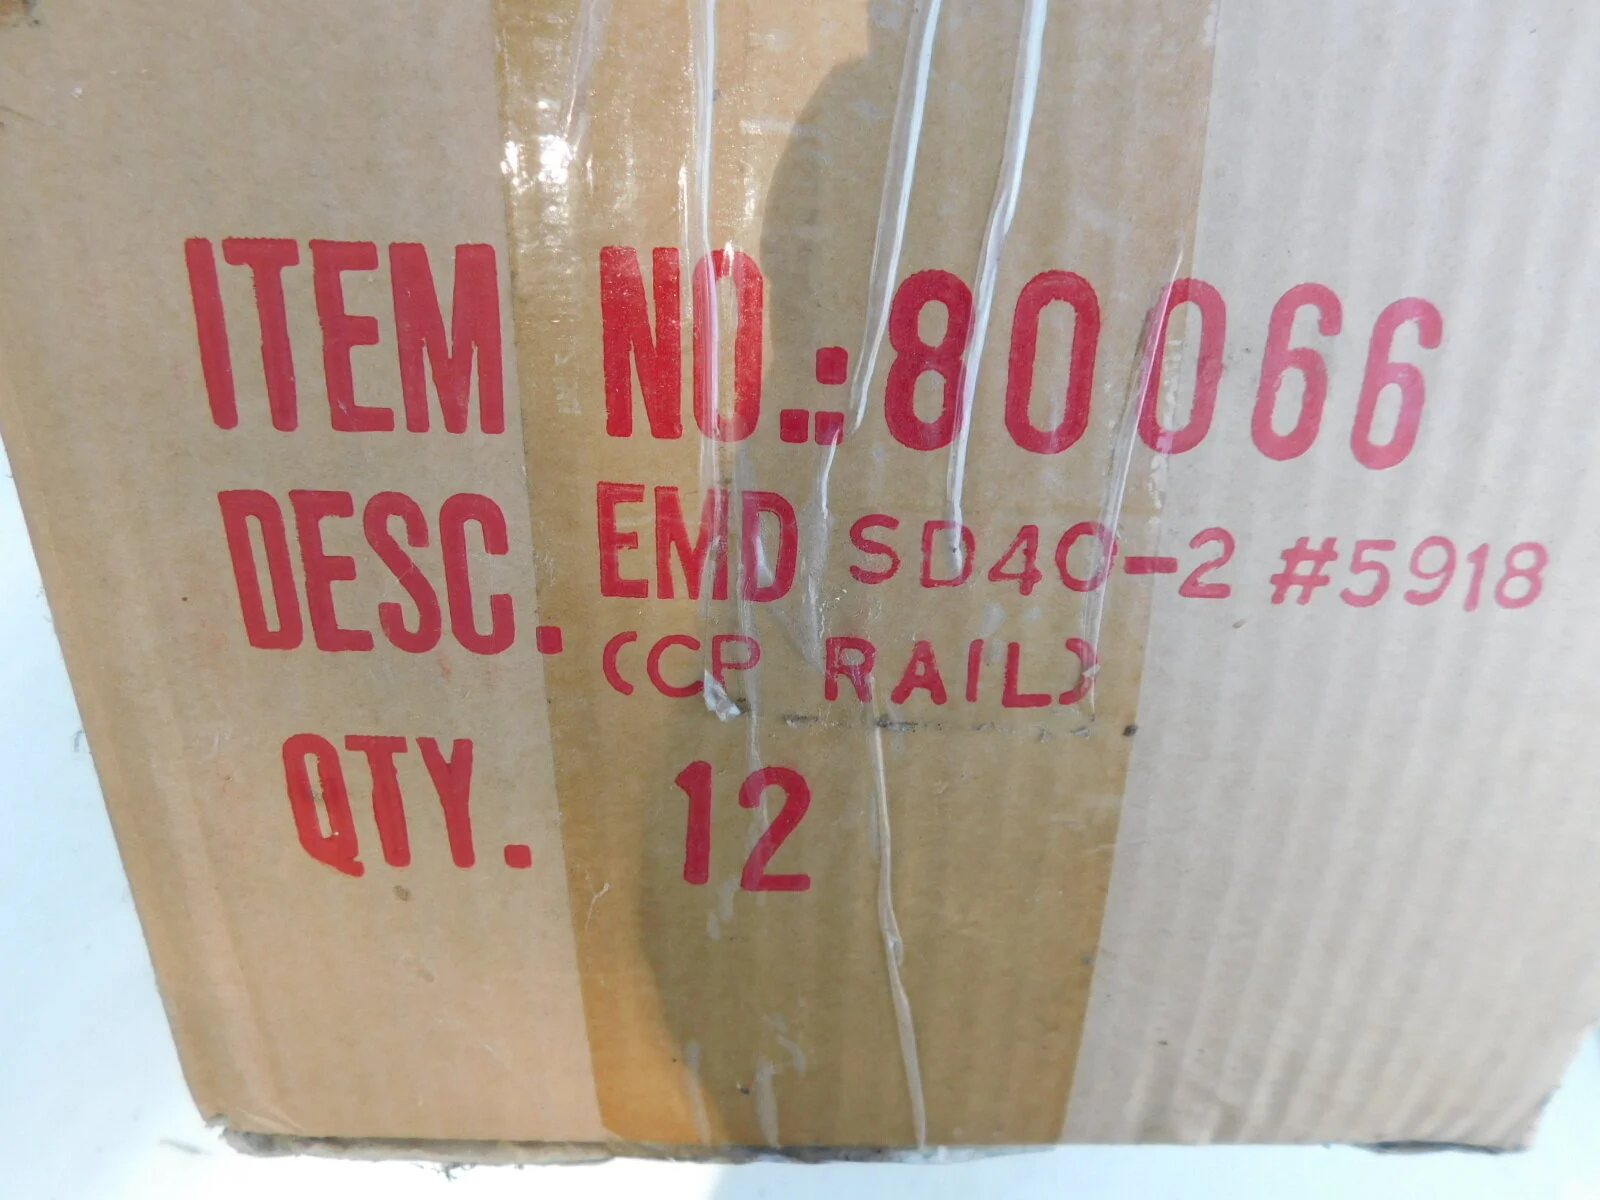 ITEM NO.: 80066
DESC. EMD SD40-2 #5918
(CP RAIL)
QTY. 12